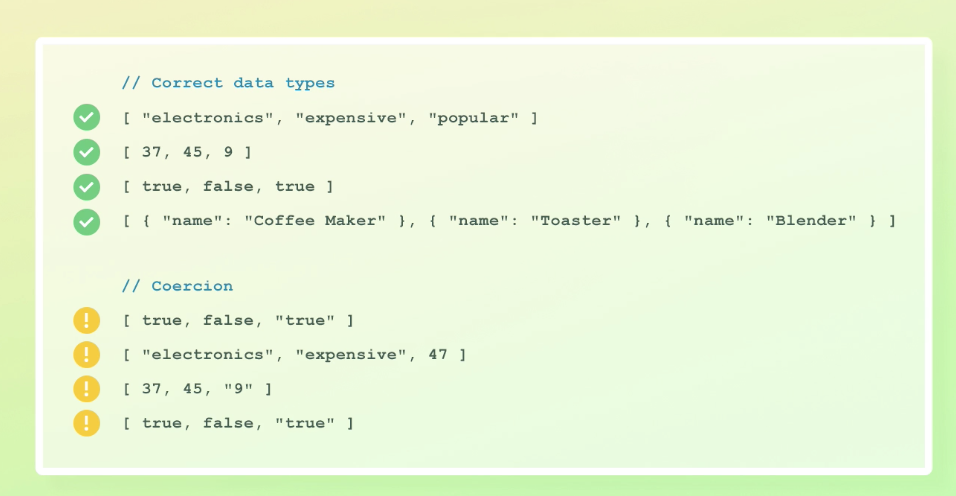 // Correct data types
[ "electronics", "expensive", "popular" ]
[ 37, 45, 9 ]
[ true, false, true ]
[ { "name": "Coffee Maker" }, { "name": "Toaster" }, { "name": "Blender" } ]
// Coercion
[ true, false, "true" ]
[ "electronics", "expensive", 47 ]
[ 37, 45, "9" ]
[ true, false, "true" ]